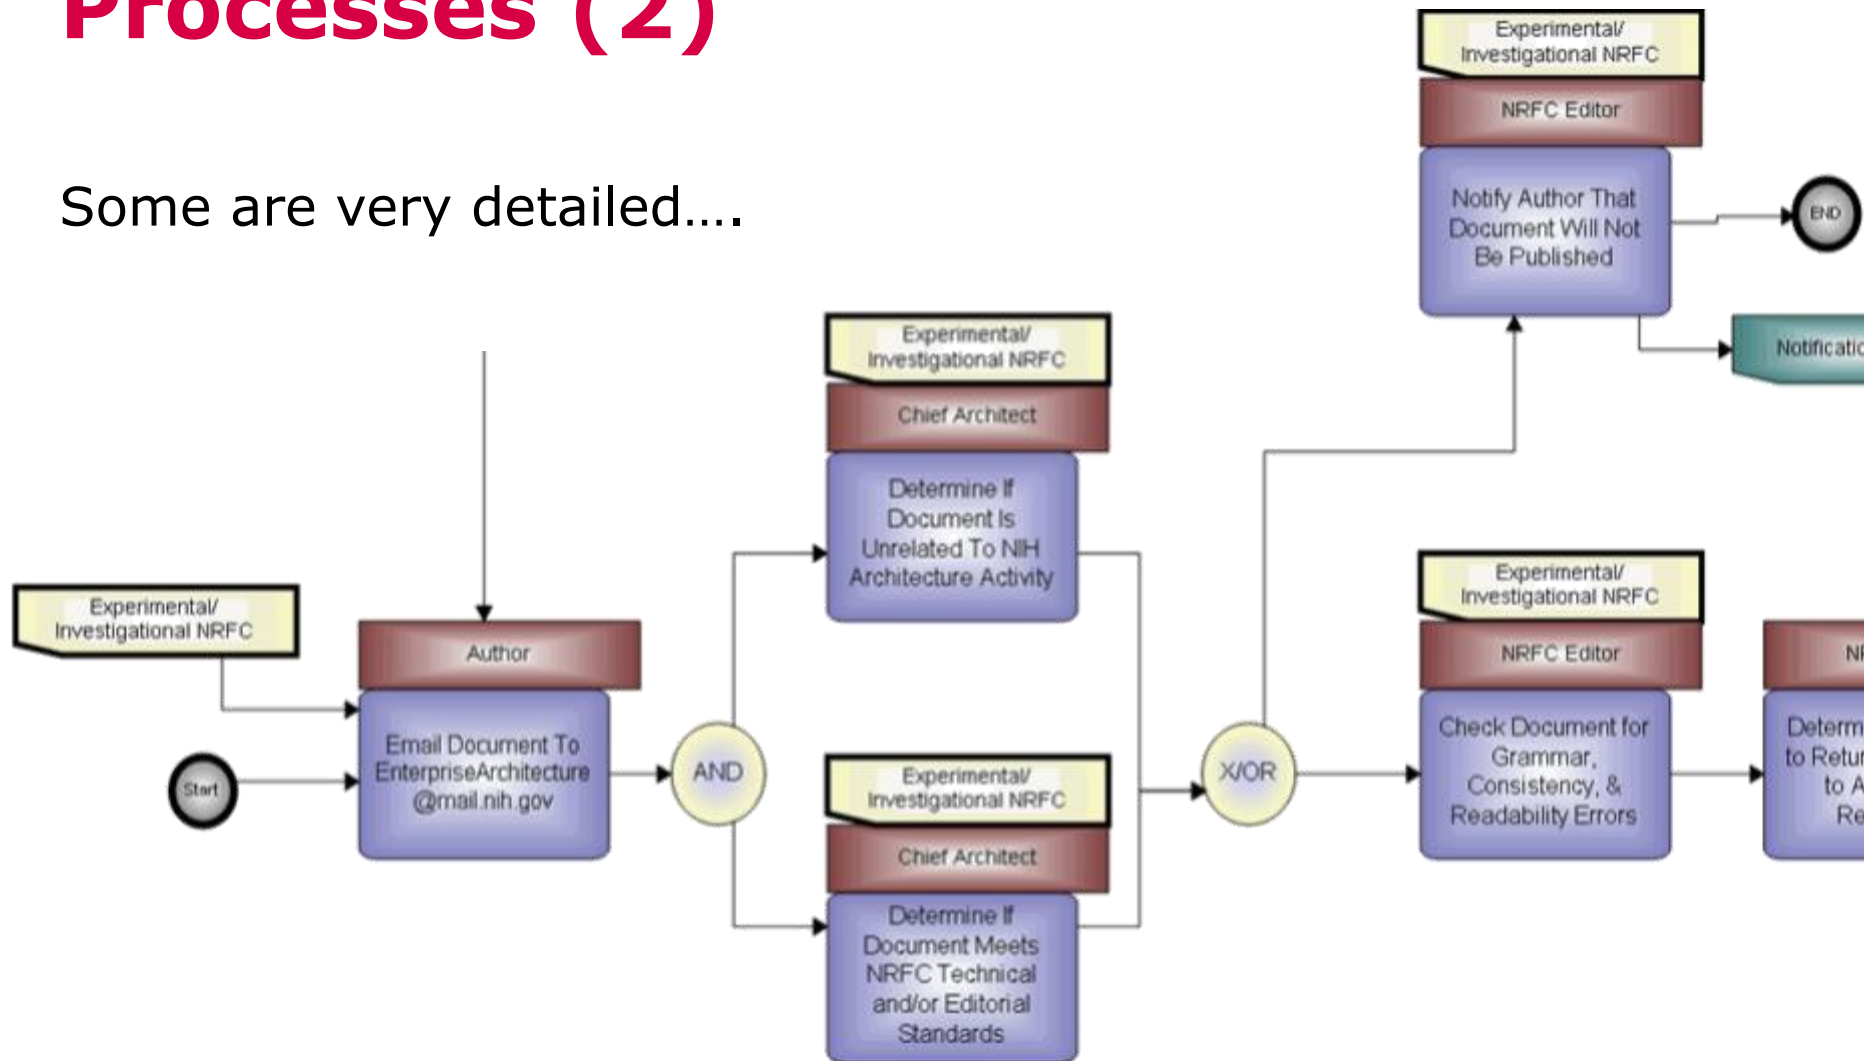 Processes (2)
Some are very detailed....
Experimental/
Investigational NRFC
NRFC Editor
Notify Author That
Document Will Not
Be Published
END
Experimental/
Investigational NRFC
Chief Architect
Determine If
Document Is
Unrelated To NIH
Architecture Activity
Experimental/
Investigational NRFC
Start
Author
Email Document To
EnterpriseArchitecture
@mail.nih.gov
AND
Experimental/
Investigational NRFC
Chief Architect
Determine If
Document Meets
NRFC Technical
and/or Editorial
Standards
X/OR
Experimental/
Investigational NRFC
NRFC Editor
Check Document for
Grammar,
Consistency, &
Readability Errors
to
to